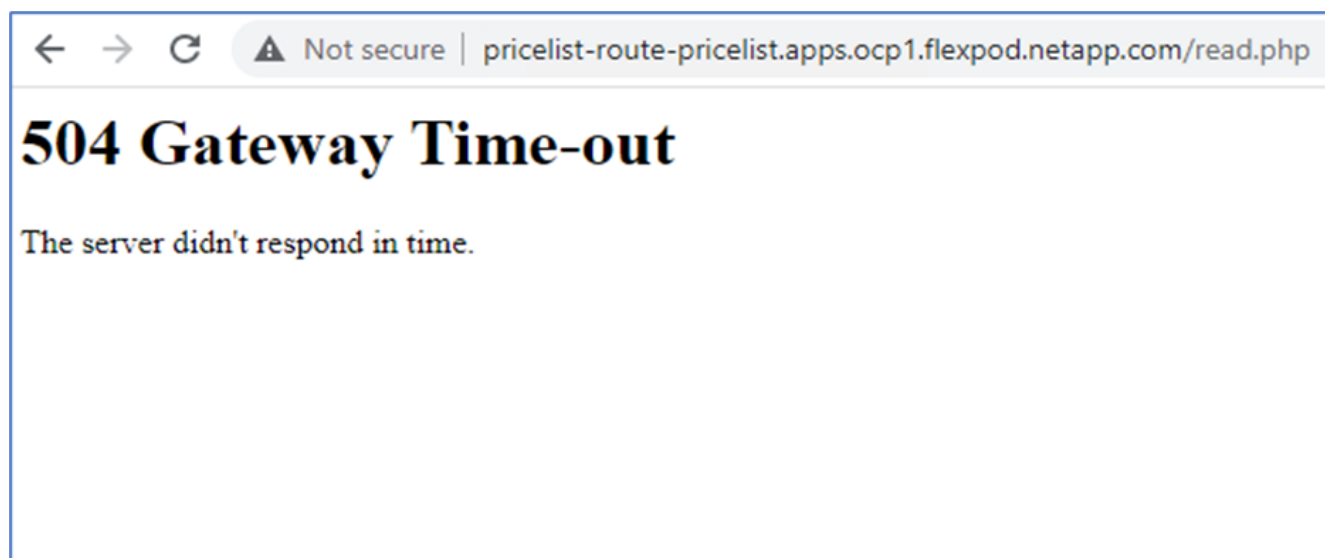 Not secure | pricelist-route-pricelist.apps.ocp1.flexpod.netapp.com/read.php
504 Gateway Time-out
The server didn't respond in time.